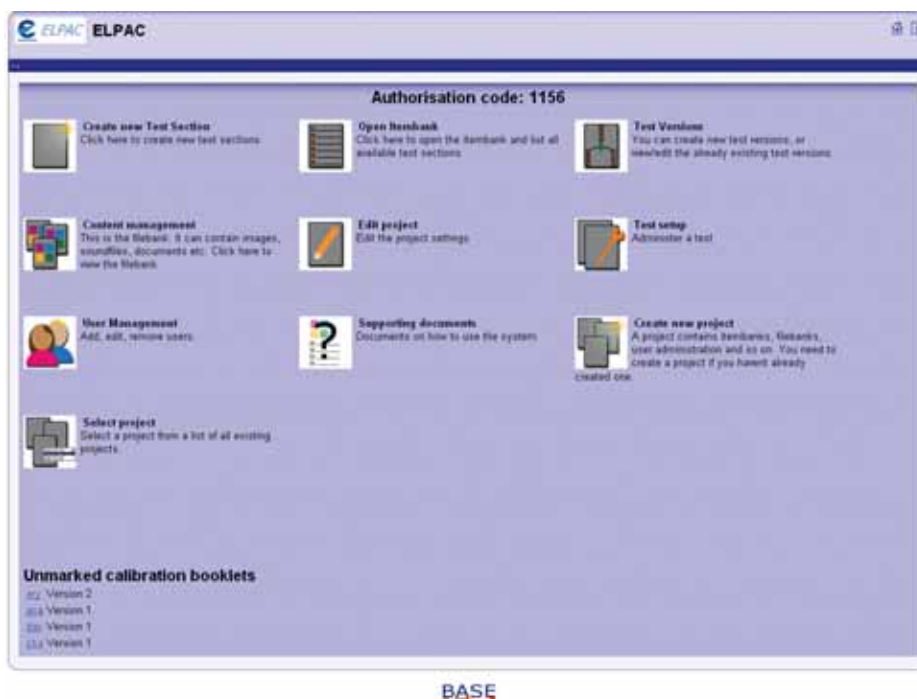 ELPAC ELPAC
Authorisation code: 1156
Create new Test Section
Click here to create new test sections.
Open Itembank
Click here to open the itembank and list all
available test sections
Test Versions
You can create new test versions, or
view/edit the already existing test versions
Content management
This is the filebank. It can contain images,
soundfiles, documents etc. Click here to
view the filebank.
Edit project
Edit the project settings
Test setup
Administer a test
User Management
Add, edit, remove users.
Supporting documents
Documents on how to use the system
Create new project
A project contains itembanks, filebanks,
user administration and so on. You need to
create a project if you havent already
created one.
Select project
Select a project from a list of all existing
projects.
Unmarked calibration booklets
Version 2
Version 1
Version 1
Version 1
BASE